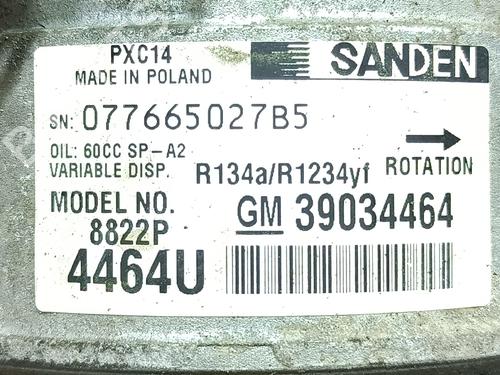 PXC14
MADE IN POLAND
SANDEN
SN: 077665027B5
OIL: 60CC SP-A2
VARIABLE DISP.
R134a/R1234yf
ROTATION
MODEL NO.
8822P
GM 39034464
4464U